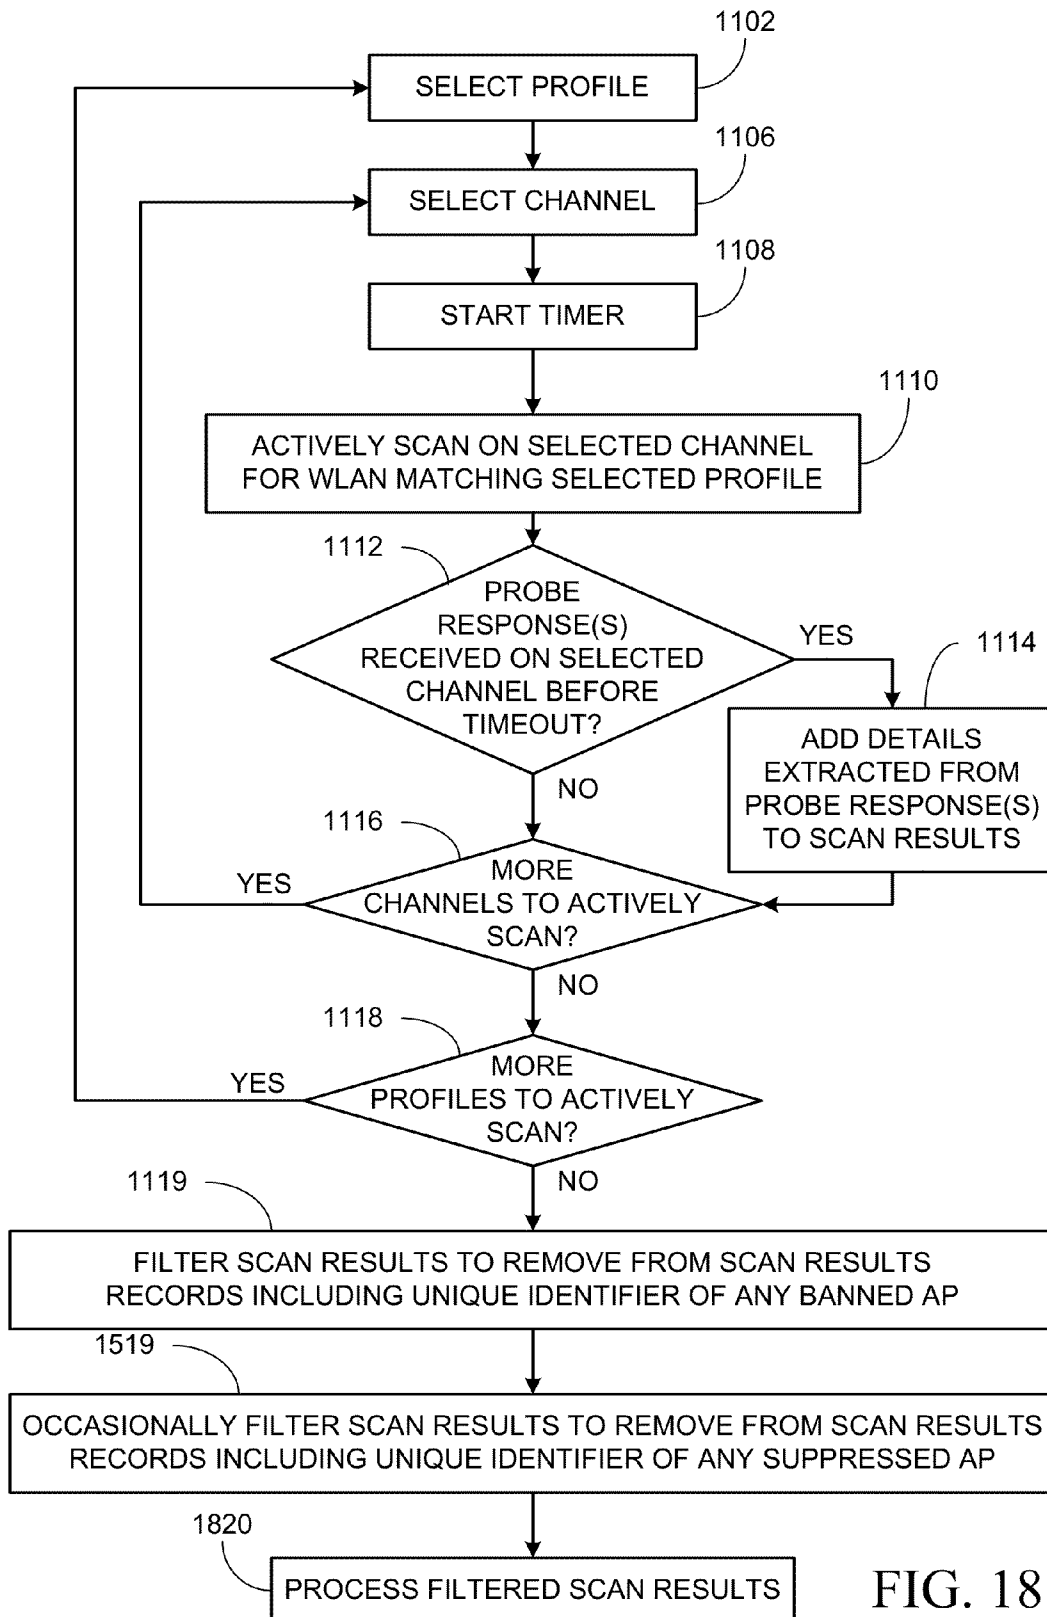 1102
SELECT PROFILE
1106
SELECT CHANNEL
1108
START TIMER
1110
ACTIVELY SCAN ON SELECTED CHANNEL
FOR WLAN MATCHING SELECTED PROFILE
1112
PROBE
RESPONSE(S)
RECEIVED ON SELECTED
CHANNEL BEFORE
TIMEOUT?
YES
1114
ADD DETAILS
EXTRACTED FROM
PROBE RESPONSE(S)
TO SCAN RESULTS
NO
1116
MORE
CHANNELS TO ACTIVELY
SCAN?
YES
NO
1118
MORE
PROFILES TO ACTIVELY
SCAN?
YES
NO
1119
FILTER SCAN RESULTS TO REMOVE FROM SCAN RESULTS
RECORDS INCLUDING UNIQUE IDENTIFIER OF ANY BANNED AP
1519
OCCASIONALLY FILTER SCAN RESULTS TO REMOVE FROM SCAN RESULTS
RECORDS INCLUDING UNIQUE IDENTIFIER OF ANY SUPPRESSED AP
1820
PROCESS FILTERED SCAN RESULTS
FIG. 18